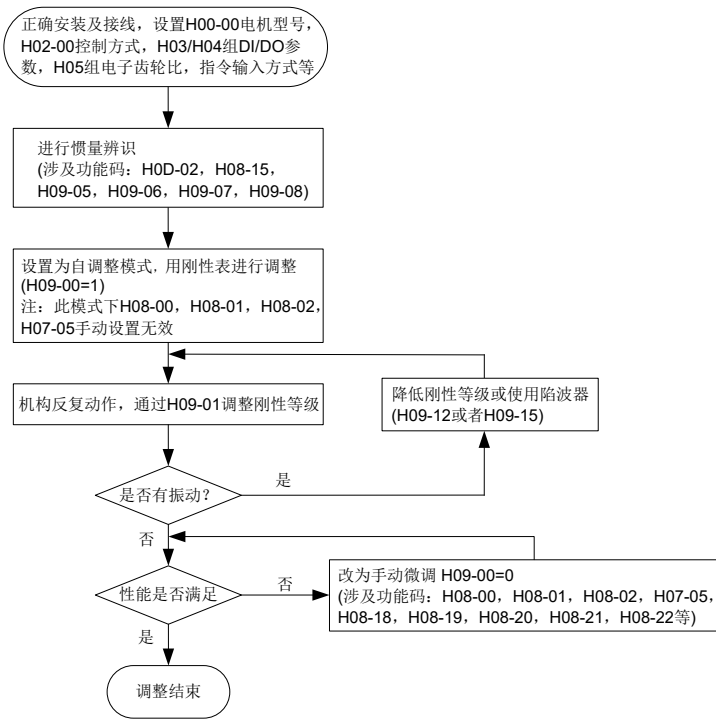 正确安装及接线，设置H00-00电机型号，
H02-00控制方式，H03/H04组DI/DO参
数，H05组电子齿轮比，指令输入方式等
进行惯量辨识
(涉及功能码：H0D-02，H08-15，
H09-05，H09-06，H09-07，H09-08)
设置为自调整模式，用刚性表进行调整
(H09-00=1)
注：此模式下H08-00，H08-01，H08-02，
H07-05手动设置无效
机构反复动作，通过H09-01调整刚性等级
降低刚性等级或使用陷波器
(H09-12或者H09-15)
是否有振动？
是
否
性能是否满足
否
改为手动微调 H09-00=0
(涉及功能码：H08-00，H08-01，H08-02，H07-05，
H08-18，H08-19，H08-20，H08-21，H08-22等)
是
调整结束